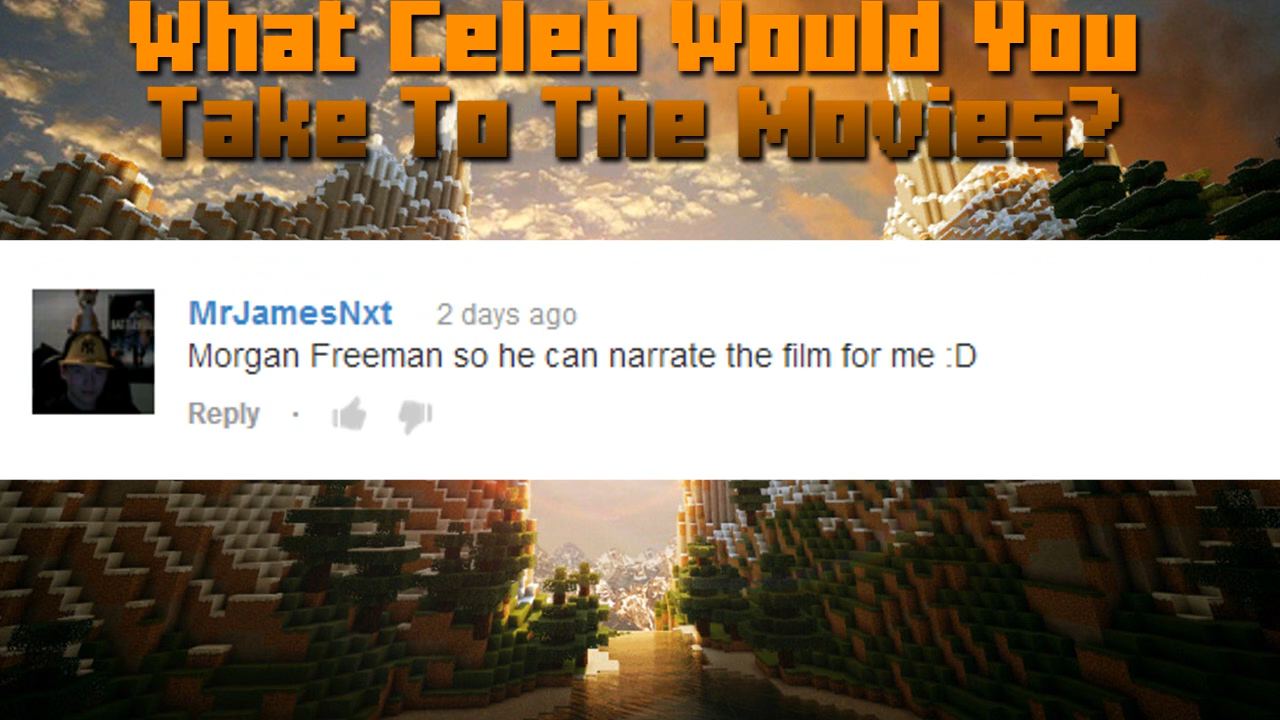 What Celeb Would You
Take To The Movies?
MrJamesNxt 2 days ago
Morgan Freeman so he can narrate the film for me :D
Reply ·